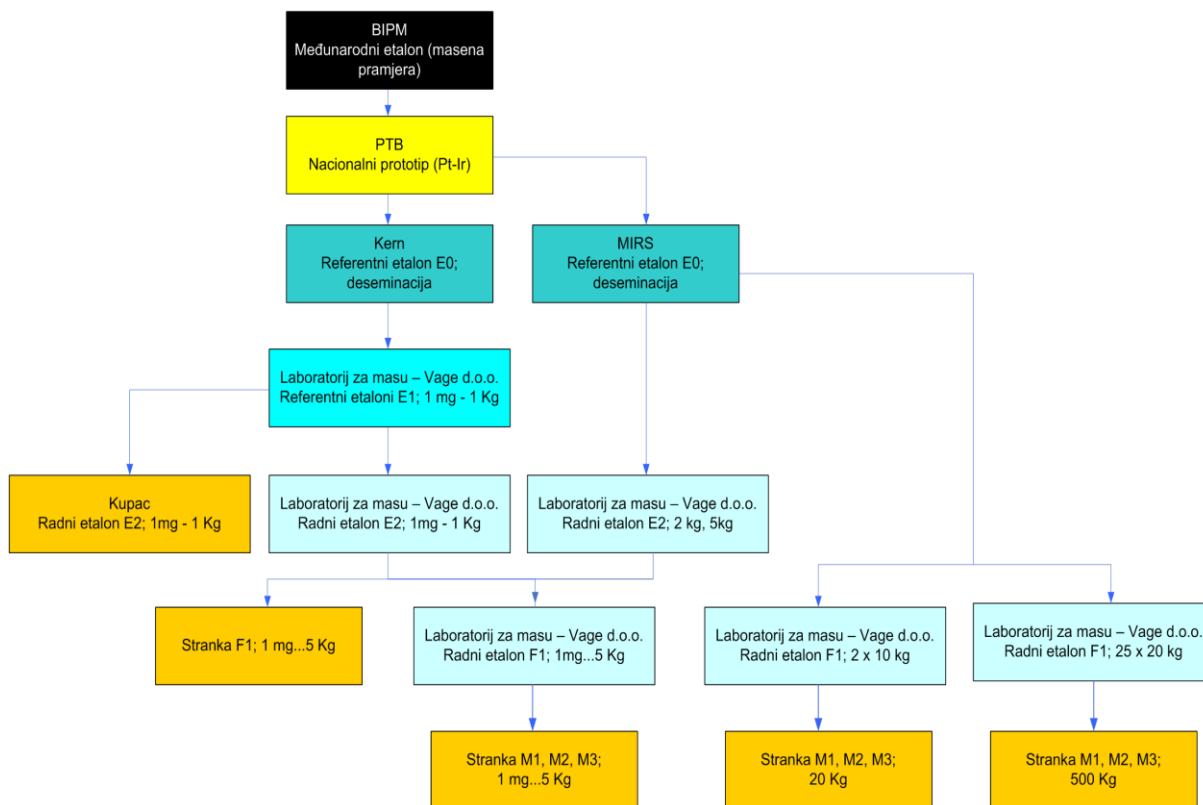 BIPM
Međunarodni etalon (masena
pramjera)
PTB
Nacionalni prototip (Pt-Ir)
Kern
Referentni etalon E0;
deseminacija
MIRS
Referentni etalon E0;
deseminacija
Laboratorij za masu – Vage d.o.o.
Referentni etaloni E1; 1 mg - 1 Kg
Kupac
Radni etalon E2; 1mg - 1 Kg
Laboratorij za masu – Vage d.o.o.
Radni etalon E2; 1mg - 1 Kg
Laboratorij za masu – Vage d.o.o.
Radni etalon E2; 2 kg, 5kg
Stranka F1; 1 mg...5 Kg
Laboratorij za masu – Vage d.o.o.
Radni etalon F1; 1mg...5 Kg
Laboratorij za masu – Vage d.o.o.
Radni etalon F1; 2 x 10 kg
Laboratorij za masu – Vage d.o.o.
Radni etalon F1; 25 x 20 kg
Stranka M1, M2, M3;
1 mg...5 Kg
Stranka M1, M2, M3;
20 Kg
Stranka M1, M2, M3;
500 Kg